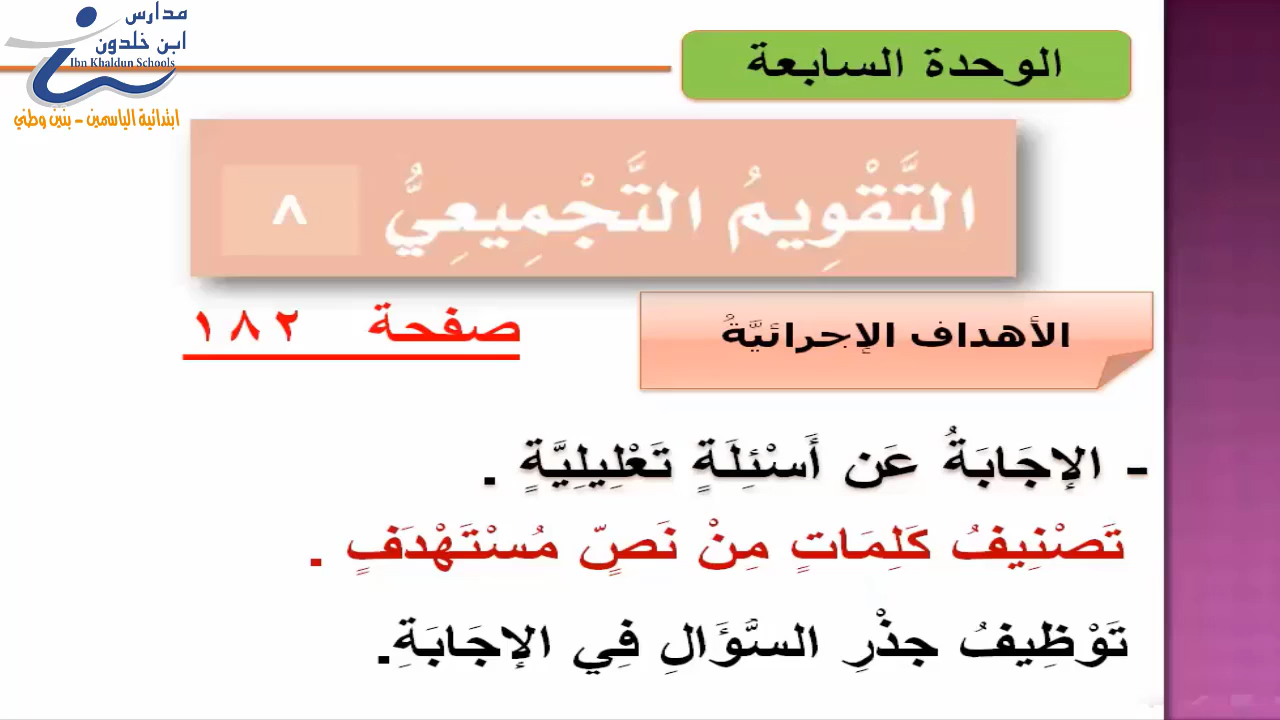 مدارس
ابن خلدون
Ibn Khaldun Schools
ابتدائية الياسمين - بنين وطني
الوحدة السابعة
التَّقْوِيمُ التَّجْمِيعِيُّ ٨
الأهداف الإجرائيَّةُ
صفحة ١٨٢
- الإجَابَةُ عَن أَسْئِلَةٍ تَعْلِيلِيَّةٍ .
تَصْنِيفُ كَلِمَاتٍ مِنْ نَصٍّ مُسْتَهْدَفٍ .
تَوْظِيفُ جذْرِ السَّؤَالِ فِي الإجَابَةِ.